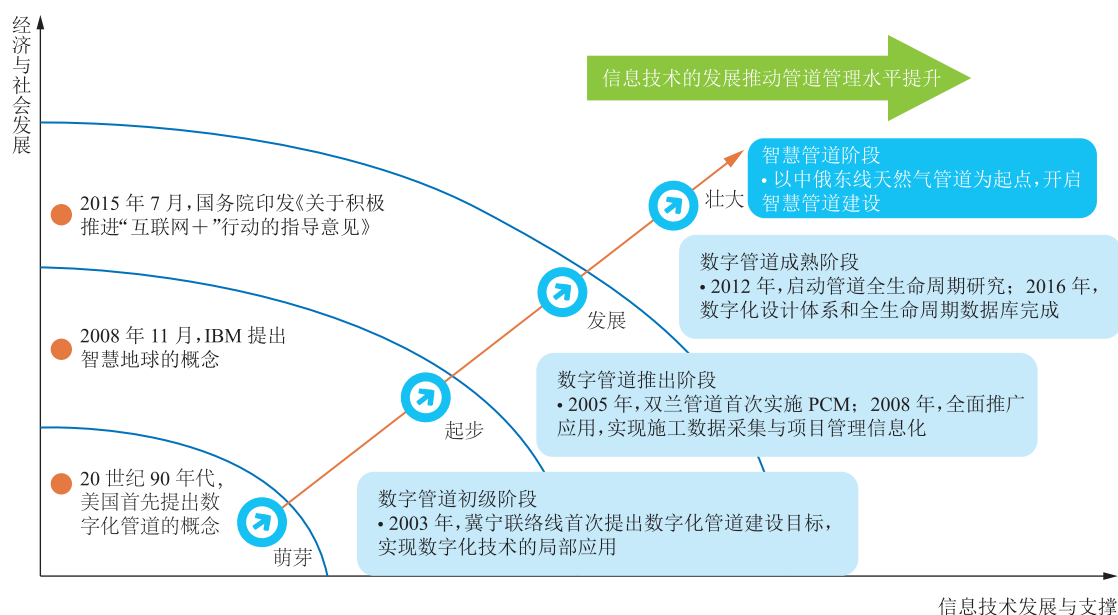 经济与社会发展
信息技术的发展推动管道管理水平提升
智慧管道阶段
• 以中俄东线天然气管道为起点，开启
智慧管道建设
壮大
2015 年 7 月，国务院印发《关于积极
推进“互联网＋”行动的指导意见》
数字管道成熟阶段
• 2012 年，启动管道全生命周期研究；2016 年，
数字化设计体系和全生命周期数据库完成
发展
2008 年 11 月，IBM 提出
智慧地球的概念
数字管道推出阶段
• 2005 年，双兰管道首次实施 PCM；2008 年，全面推广
应用，实现施工数据采集与项目管理信息化
起步
20 世纪 90 年代，
美国首先提出数
字化管道的概念
数字管道初级阶段
• 2003 年，冀宁联络线首次提出数字化管道建设目标，
实现数字化技术的局部应用
萌芽
信息技术发展与支撑